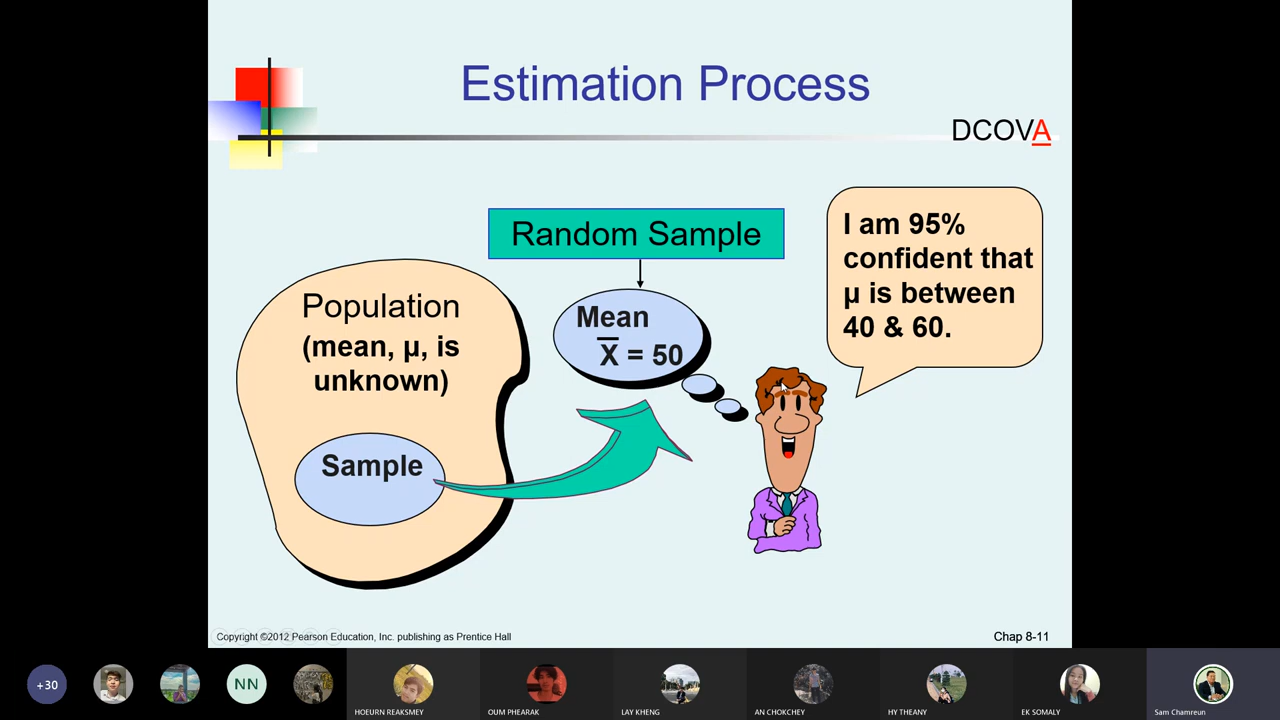 Estimation Process
DCOVA
Random Sample
I am 95%
confident that
μ is between
40 & 60.
Population
(mean, μ, is
unknown)
Mean
X̅ = 50
Sample
Copyright ©2012 Pearson Education, Inc. publishing as Prentice Hall
Chap 8-11
+30
NN
HOEURN REAKSMEY
OUM PHEARAK
LAY KHENG
AN CHOKCHEY
HY THEANY
EK SOMALY
Sam Chamreun